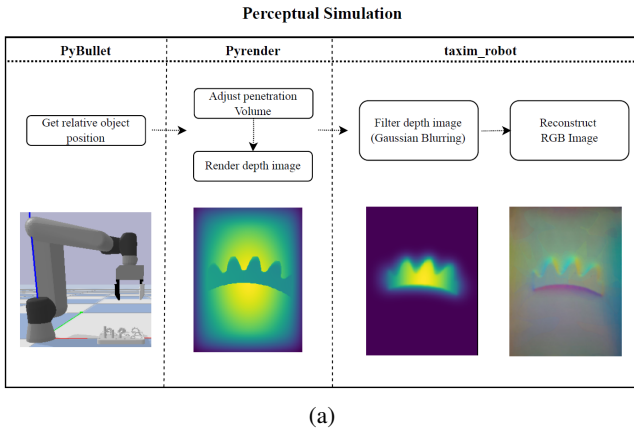 Perceptual Simulation
PyBullet
Pyrender
taxim_robot
Get relative object
position
Adjust penetration
Volume
Render depth image
Filter depth image
(Gaussian Blurring)
Reconstruct
RGB Image
(a)